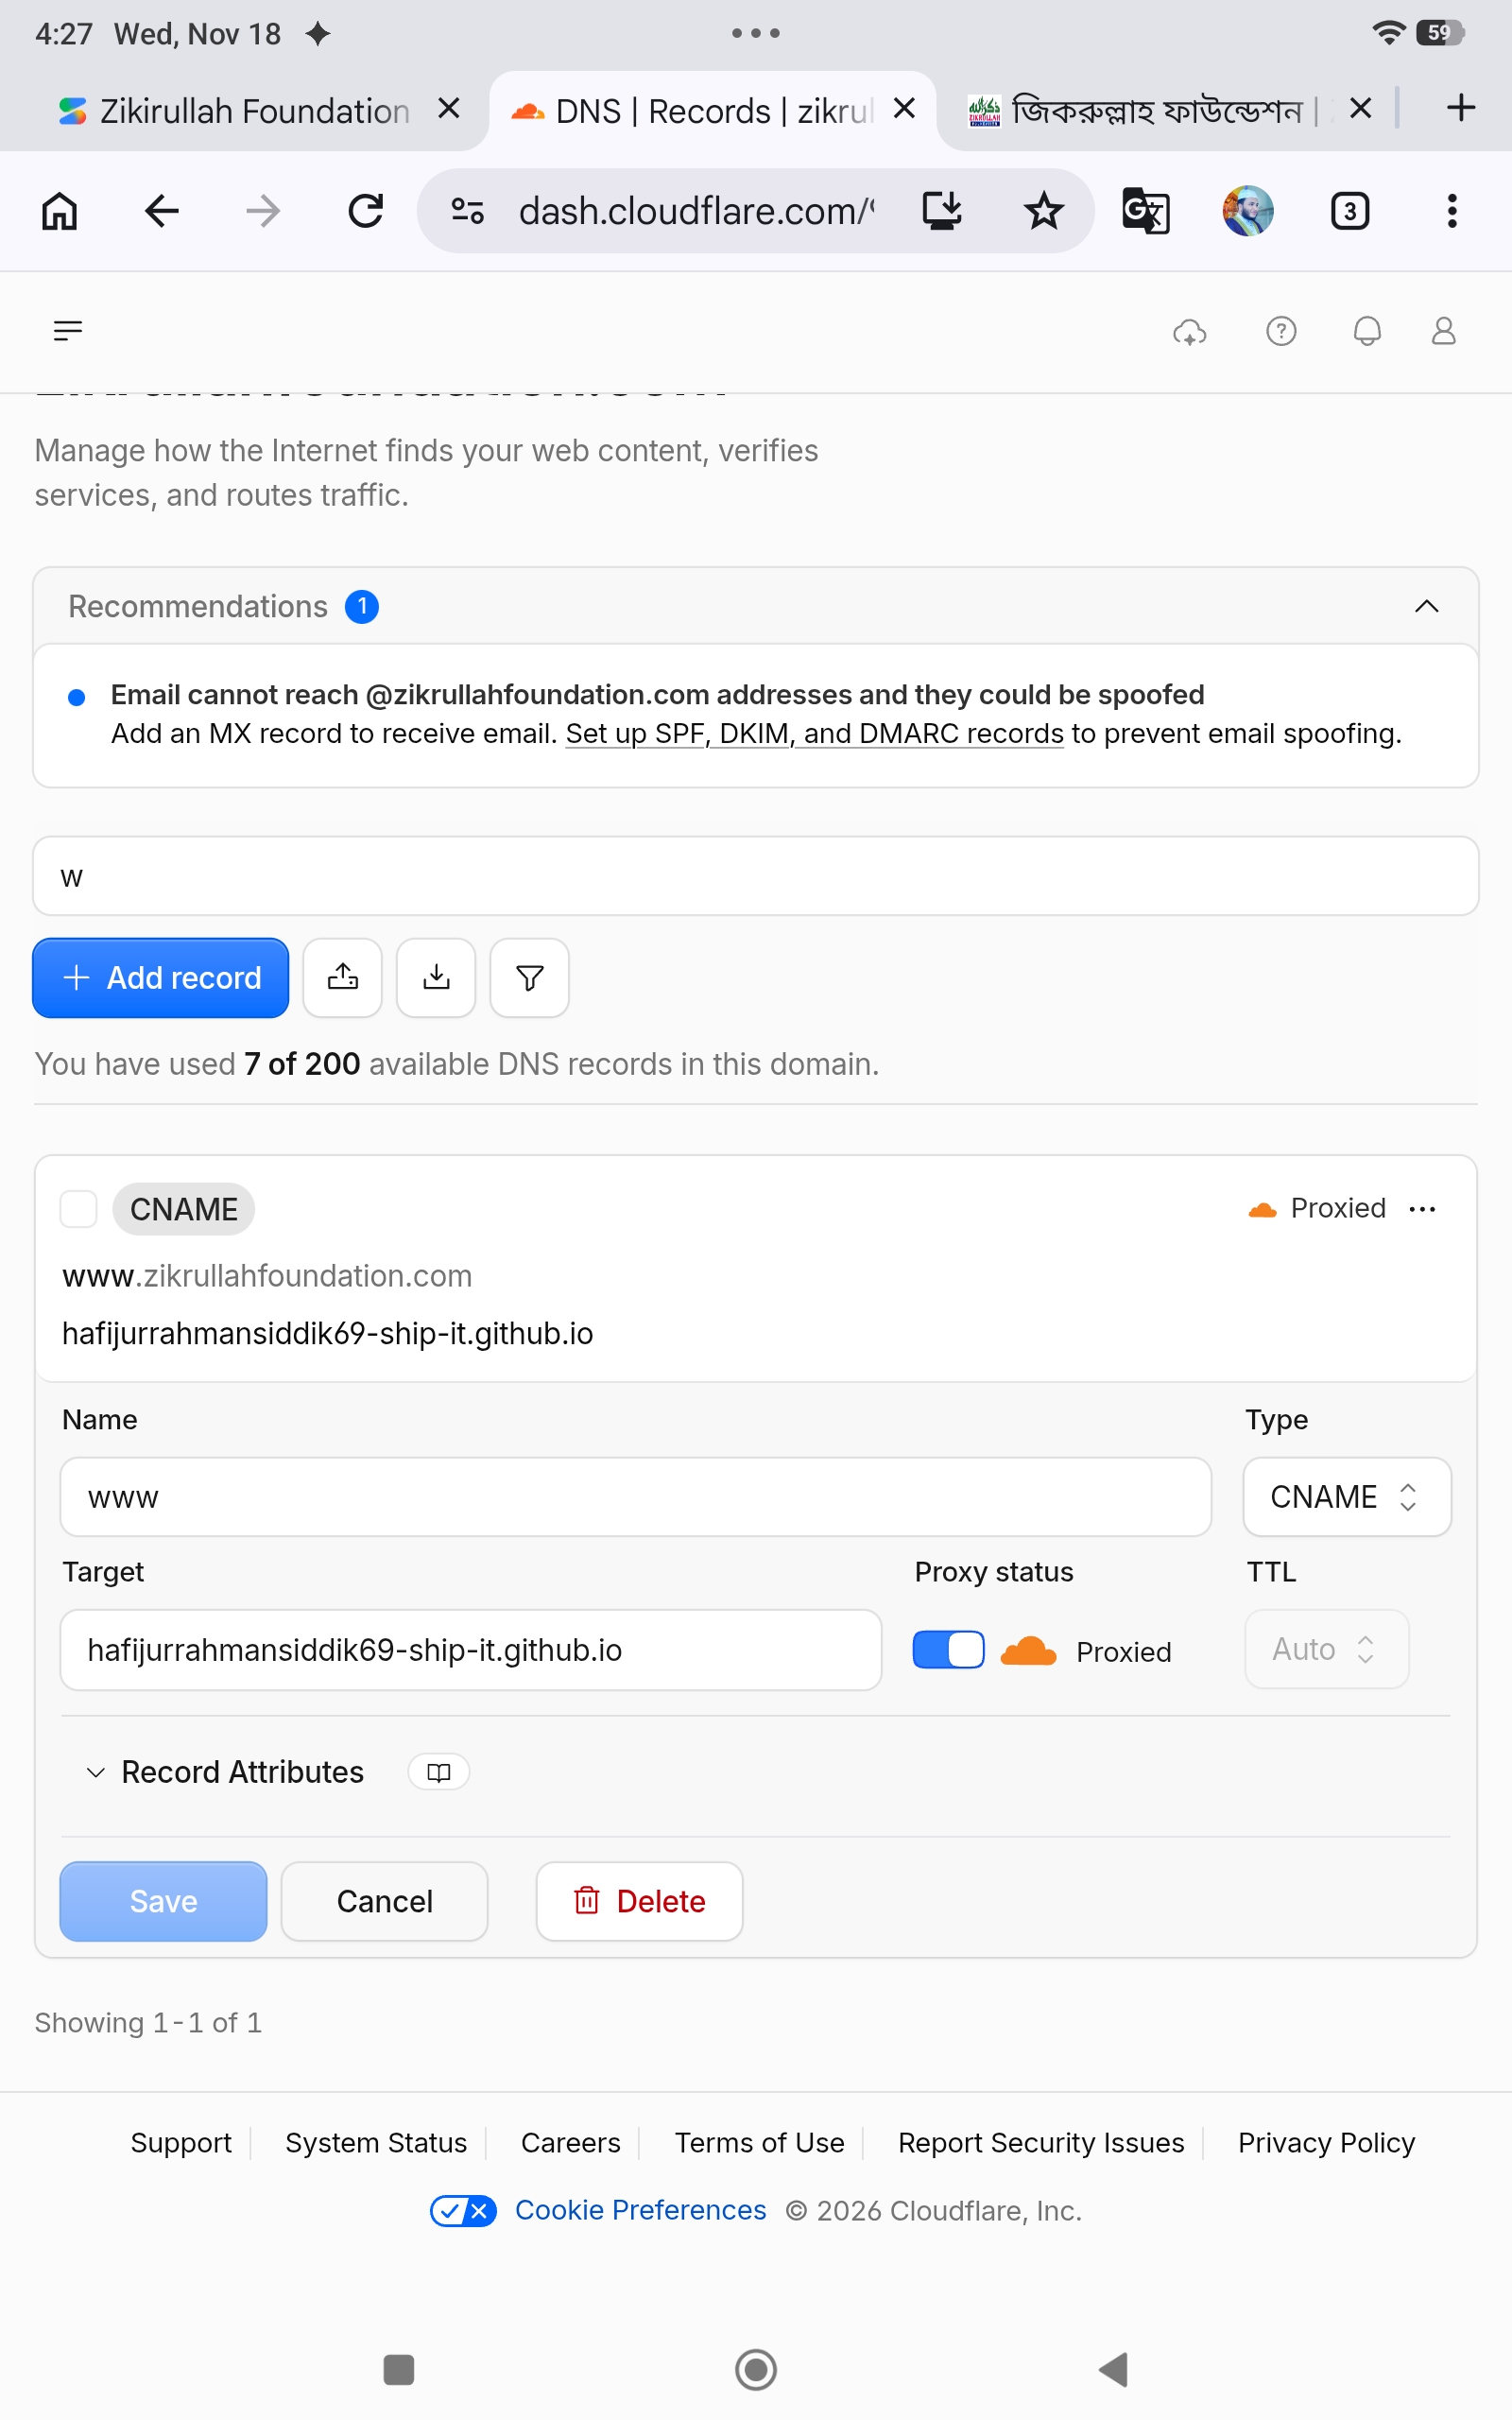 4:27 Wed, Nov 18
59
Zikirullah Foundation
DNS | Records | zikrul
জিকরুল্লাহ ফাউন্ডেশন |
dash.cloudflare.com/
3
Manage how the Internet finds your web content, verifies
services, and routes traffic.
Recommendations 1
Email cannot reach @zikrullahfoundation.com addresses and they could be spoofed
Add an MX record to receive email. Set up SPF, DKIM, and DMARC records to prevent email spoofing.
w
Add record
You have used 7 of 200 available DNS records in this domain.
CNAME
Proxied
www.zikrullahfoundation.com
hafijurrahmansiddik69-ship-it.github.io
Name
Type
www
CNAME
Target
Proxy status
TTL
hafijurrahmansiddik69-ship-it.github.io
Proxied
Auto
Record Attributes
Save
Cancel
Delete
Showing 1-1 of 1
Support
System Status
Careers
Terms of Use
Report Security Issues
Privacy Policy
Cookie Preferences © 2026 Cloudflare, Inc.